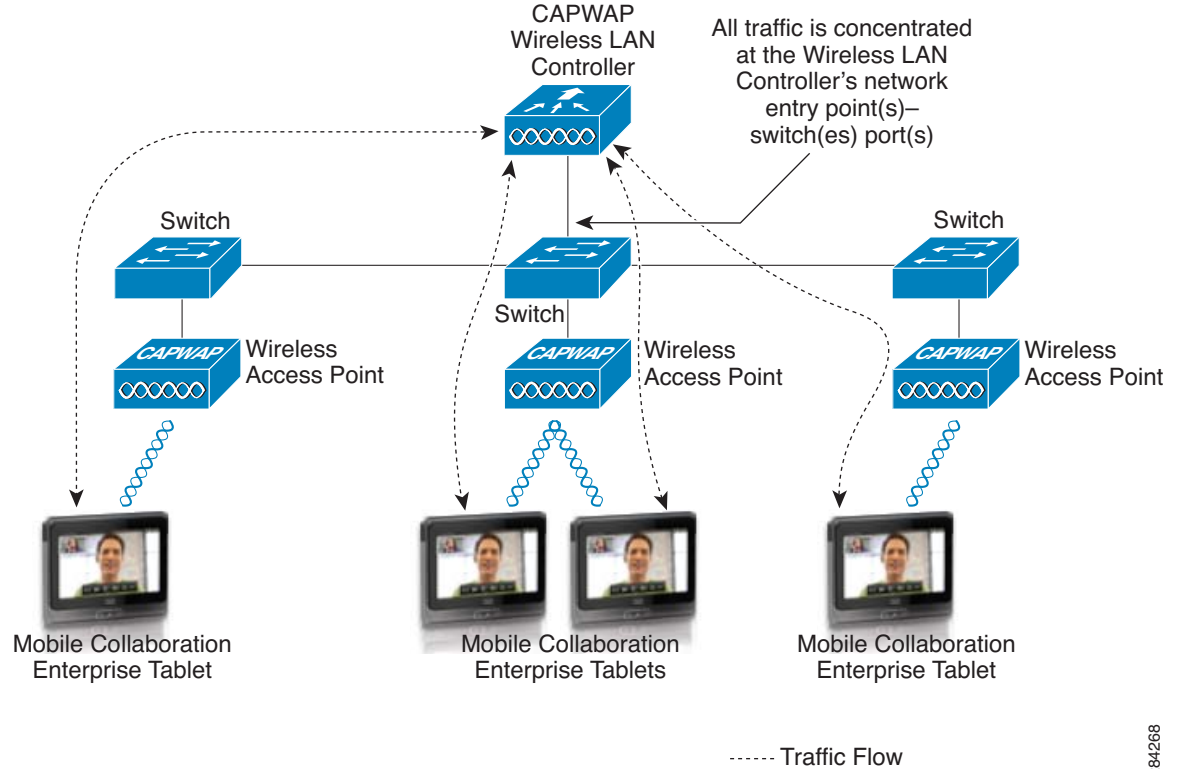 CAPWAP
Wireless LAN
Controller
All traffic is concentrated
at the Wireless LAN
Controller's network
entry point(s)–
switch(es) port(s)
Switch
Switch
Switch
CAPWAP
Wireless
Access Point
CAPWAP
Wireless
Access Point
CAPWAP
Wireless
Access Point
Mobile Collaboration
Enterprise Tablet
Mobile Collaboration
Enterprise Tablets
Mobile Collaboration
Enterprise Tablet
Traffic Flow
84268